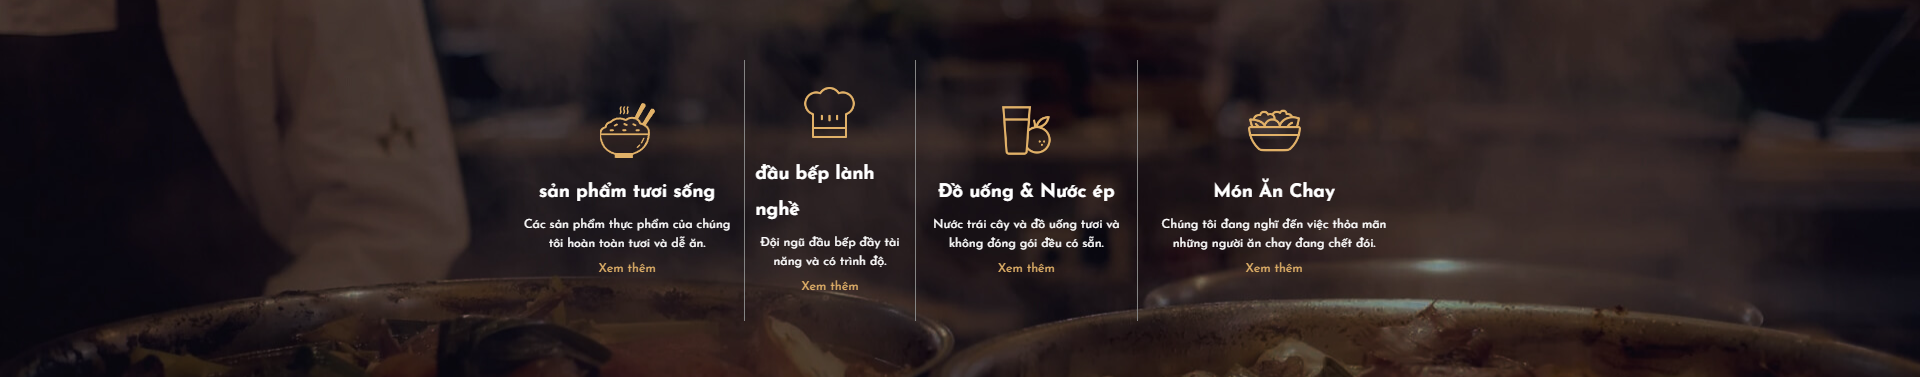 sản phẩm tươi sống
Các sản phẩm thực phẩm của chúng
tôi hoàn toàn tươi và dễ ăn.
Xem thêm
đầu bếp lành
nghề
Đội ngũ đầu bếp đầy tài
năng và có trình độ.
Xem thêm
Đồ uống & Nước ép
Nước trái cây và đồ uống tươi và
không đóng gói đều có sẵn.
Xem thêm
Món Ăn Chay
Chúng tôi đang nghĩ đến việc thỏa mãn
những người ăn chay đang chết đói.
Xem thêm